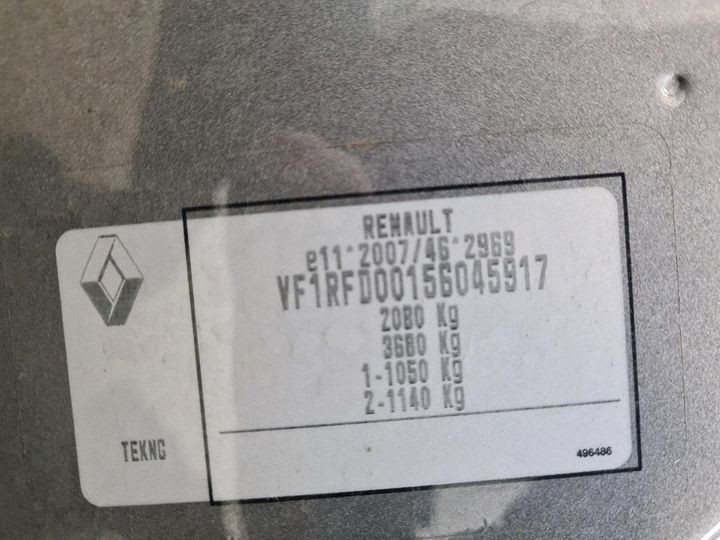 RENAULT
e11*2007/46*2969
VF1RFD00156045917
2080 Kg
3680 Kg
1-1050 Kg
2-1140 Kg
TEKNG
496486